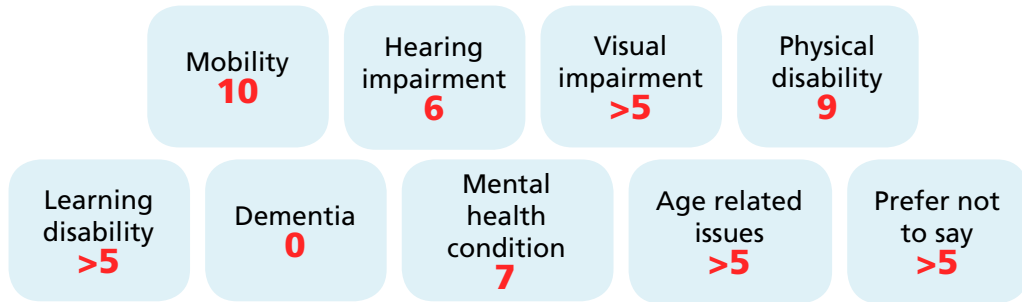 Mobility
10
Hearing
impairment
6
Visual
impairment
>5
Physical
disability
9
Learning
disability
>5
Dementia
0
Mental
health
condition
7
Age related
issues
>5
Prefer not
to say
>5